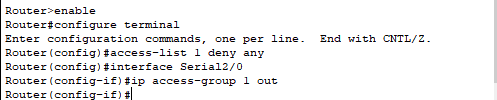 Router>enable
Router#configure terminal
Enter configuration commands, one per line.  End with CNTL/Z.
Router(config)#access-list 1 deny any
Router(config)#interface Serial2/0
Router(config-if)#ip access-group 1 out
Router(config-if)#